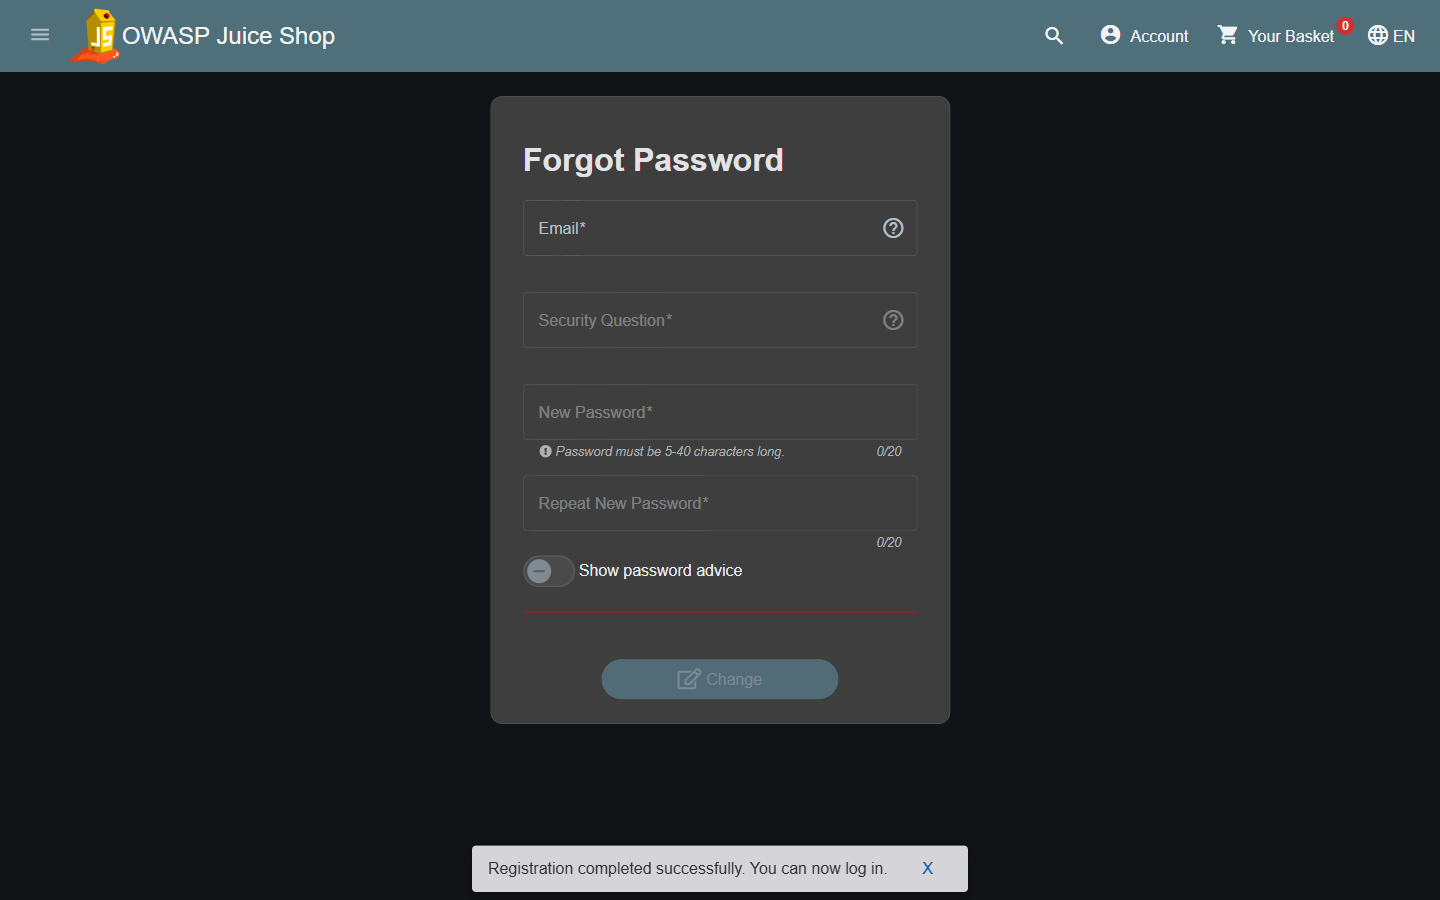 OWASP Juice Shop
Account
Your Basket
0
EN
Forgot Password
Email*
Security Question*
New Password*
Password must be 5-40 characters long.
0/20
Repeat New Password*
0/20
Show password advice
Change
Registration completed successfully. You can now log in.
X